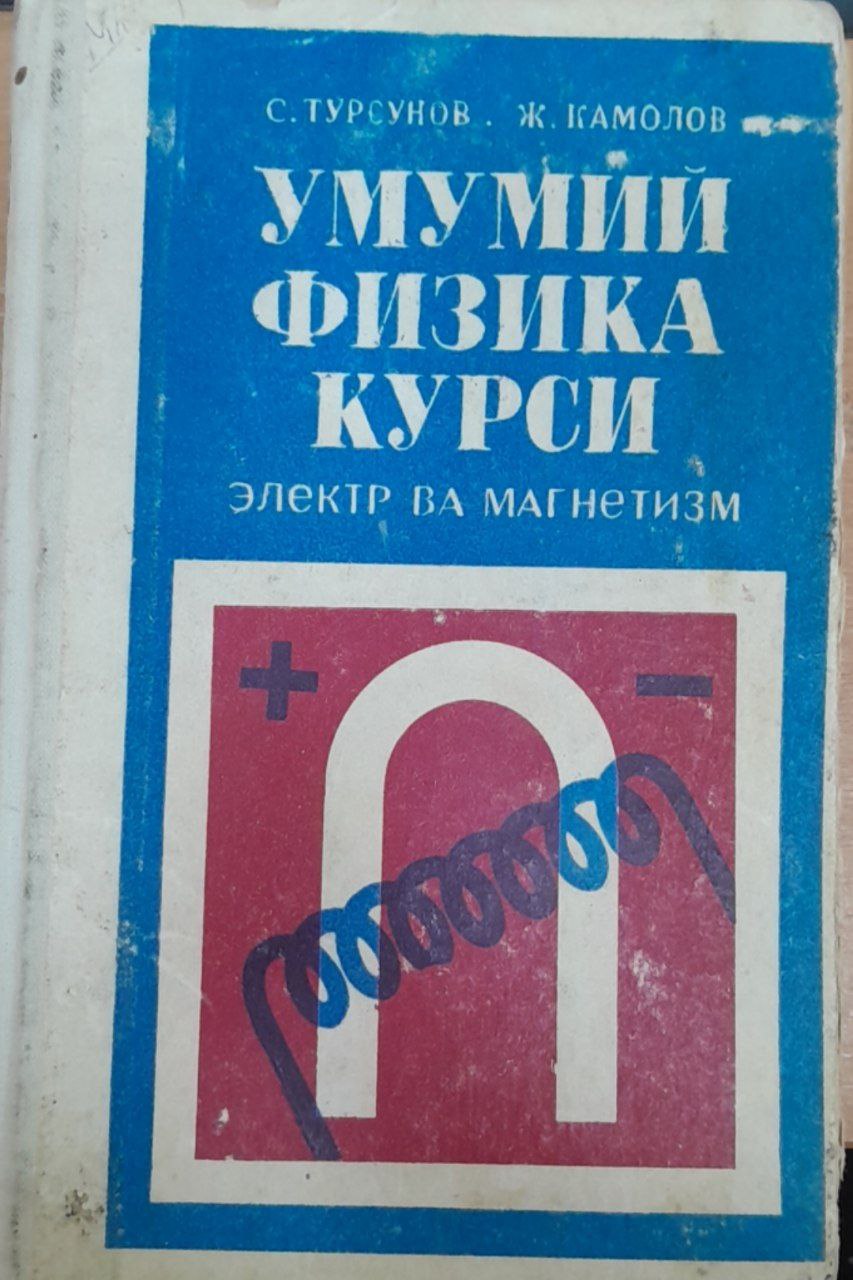 С. ТУРСУНОВ. Ж. КАМОЛОВ
УМУМИЙ
ФИЗИКА
КУРСИ
ЭЛЕКТР ВА МАГНЕТИЗМ
+ −